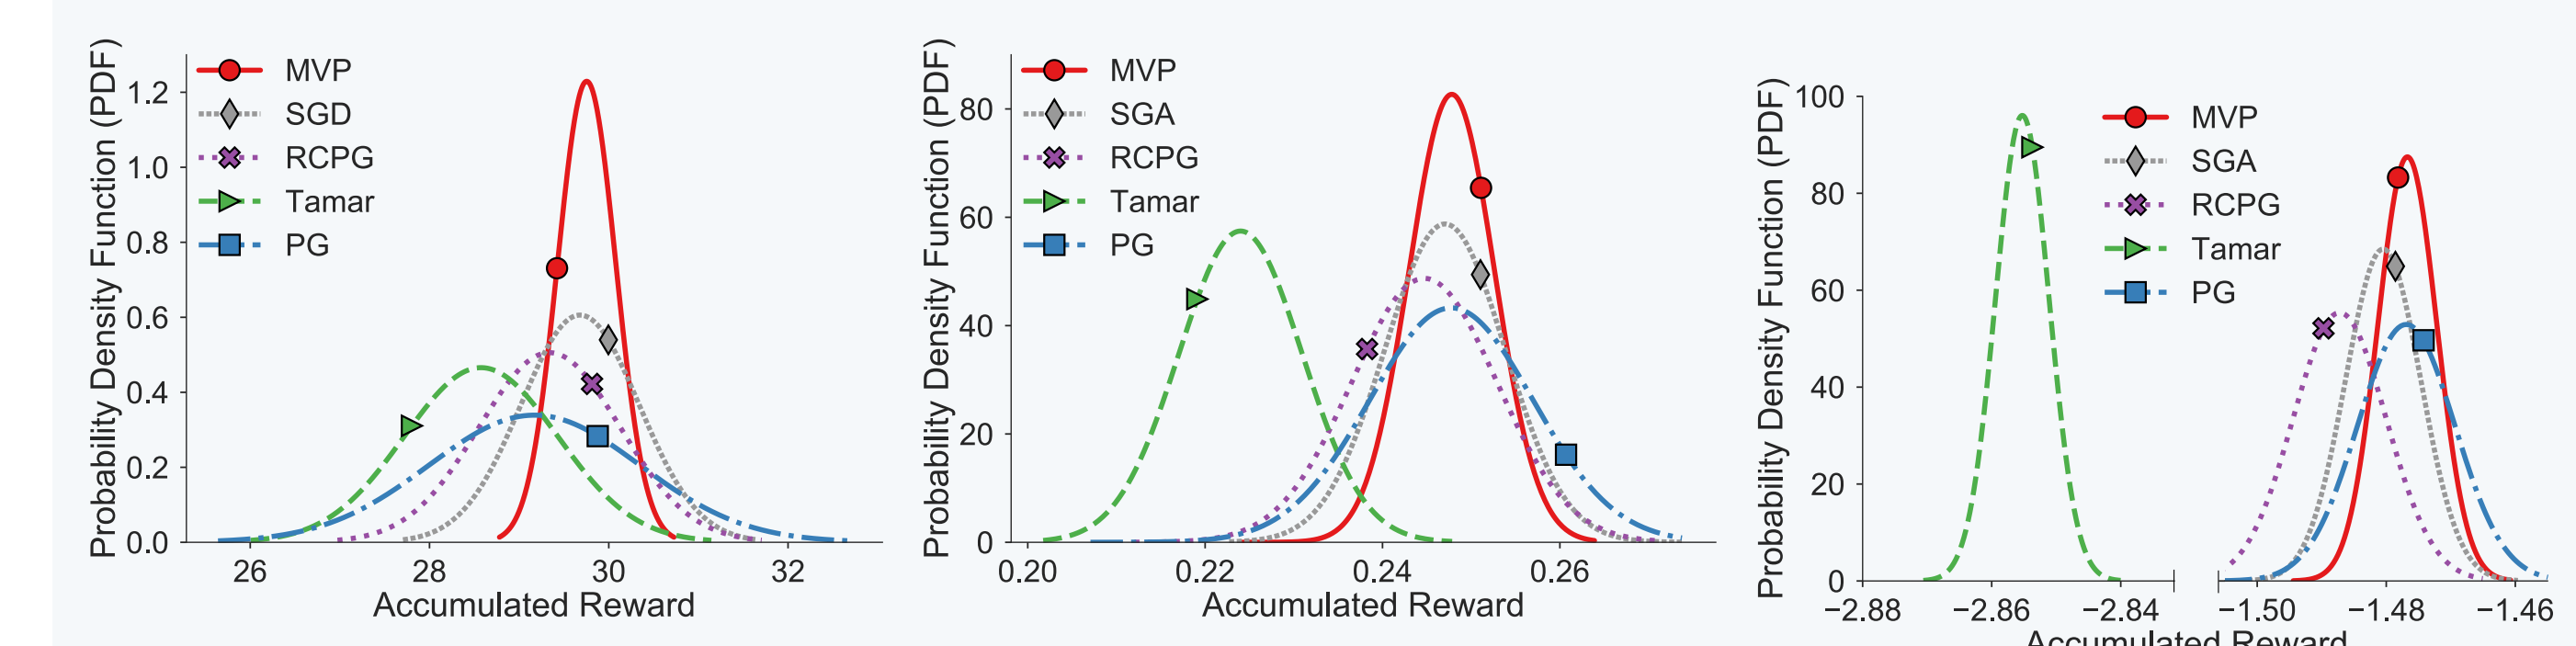 Probability Density Function (PDF)
1.2
1.0
0.8
0.6
0.4
0.2
0.0
MVP
SGD
RCPG
Tamar
PG
26 28 30 32
Accumulated Reward
Probability Density Function (PDF)
80
60
40
20
0
MVP
SGA
RCPG
Tamar
PG
0.20 0.22 0.24 0.26
Accumulated Reward
Probability Density Function (PDF)
100
80
60
40
20
0
MVP
SGA
RCPG
Tamar
PG
−2.88 −2.86 −2.84 −1.50 −1.48 −1.46
Accumulated Reward